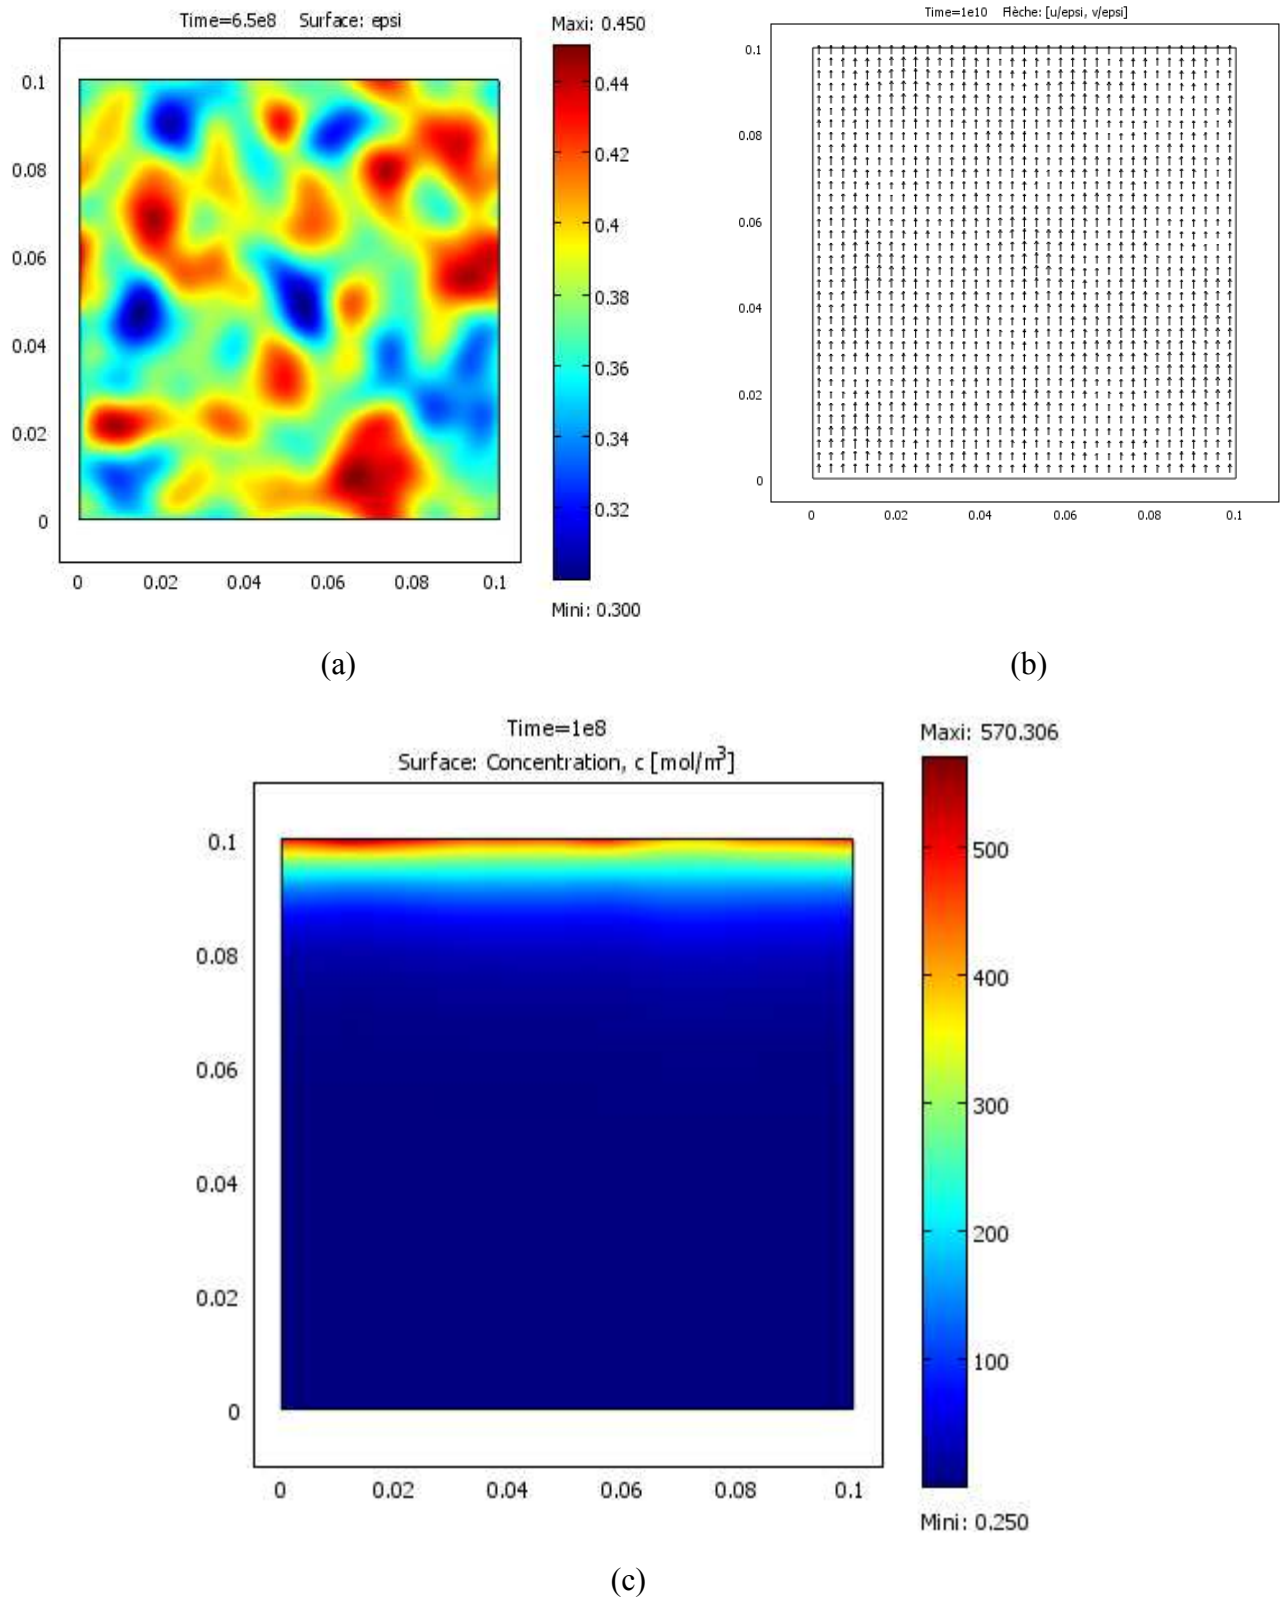 Time=6.5e8 Surface: epsi
Maxi: 0.450
0.1
0.08
0.06
0.04
0.02
0
0 0.02 0.04 0.06 0.08 0.1
0.44
0.42
0.4
0.38
0.36
0.34
0.32
Mini: 0.300
(a)
Time=1e10 Flèche: [u/epsi, v/epsi]
0.1
0.08
0.06
0.04
0.02
0
0 0.02 0.04 0.06 0.08 0.1
(b)
Time=1e8
Surface: Concentration, c [mol/m³]
Maxi: 570.306
0.1
0.08
0.06
0.04
0.02
0
0 0.02 0.04 0.06 0.08 0.1
500
400
300
200
100
Mini: 0.250
(c)